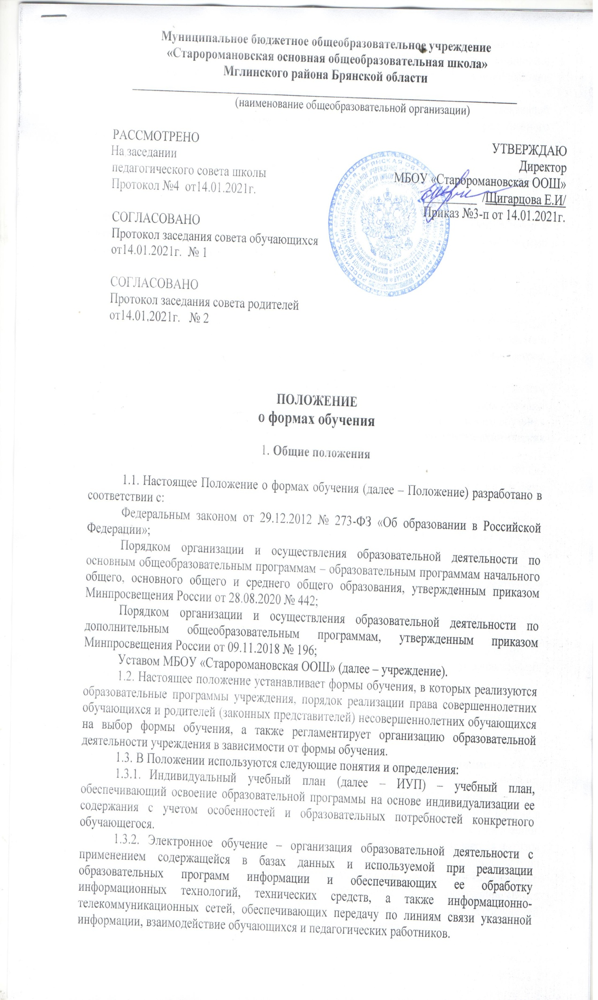 Муниципальное бюджетное общеобразовательное учреждение
«Старооромановская основная общеобразовательная школа»
Мглинского района Брянской области
(наименование общеобразовательной организации)
РАССМОТРЕНО
На заседании
педагогического совета школы
Протокол №4 от14.01.2021г.
УТВЕРЖДАЮ
Директор
МБОУ «Старооромановская ООШ»
/Щигарцова Е.И/
Приказ №3-п от 14.01.2021г.
СОГЛАСОВАНО
Протокол заседания совета обучающихся
от14.01.2021г. № 1
СОГЛАСОВАНО
Протокол заседания совета родителей
от14.01.2021г. № 2
ПОЛОЖЕНИЕ
о формах обучения
1. Общие положения
1.1. Настоящее Положение о формах обучения (далее – Положение) разработано в
соответствии с:
Федеральным законом от 29.12.2012 № 273-ФЗ «Об образовании в Российской
Федерации»;
Порядком организации и осуществления образовательной деятельности по
основным общеобразовательным программам – образовательным программам начального
общего, основного общего и среднего общего образования, утвержденным приказом
Минпросвещения России от 28.08.2020 № 442;
Порядком организации и осуществления образовательной деятельности по
дополнительным общеобразовательным программам, утвержденным приказом
Минпросвещения России от 09.11.2018 № 196;
Уставом МБОУ «Старооромановская ООШ» (далее – учреждение).
1.2. Настоящее положение устанавливает формы обучения, в которых реализуются
образовательные программы учреждения, порядок реализации права совершеннолетних
обучающихся и родителей (законных представителей) несовершеннолетних обучающихся
на выбор формы обучения, а также регламентирует организацию образовательной
деятельности учреждения в зависимости от формы обучения.
1.3. В Положении используются следующие понятия и определения:
1.3.1. Индивидуальный учебный план (далее – ИУП) – учебный план,
обеспечивающий освоение образовательной программы на основе индивидуализации ее
содержания с учетом особенностей и образовательных потребностей конкретного
обучающегося.
1.3.2. Электронное обучение – организация образовательной деятельности с
применением содержащейся в базах данных и используемой при реализации
образовательных программ информации и обеспечивающих ее обработку
информационных технологий, технических средств, а также информационно-
телекоммуникационных сетей, обеспечивающих передачу по линиям связи указанной
информации, взаимодействие обучающихся и педагогических работников.